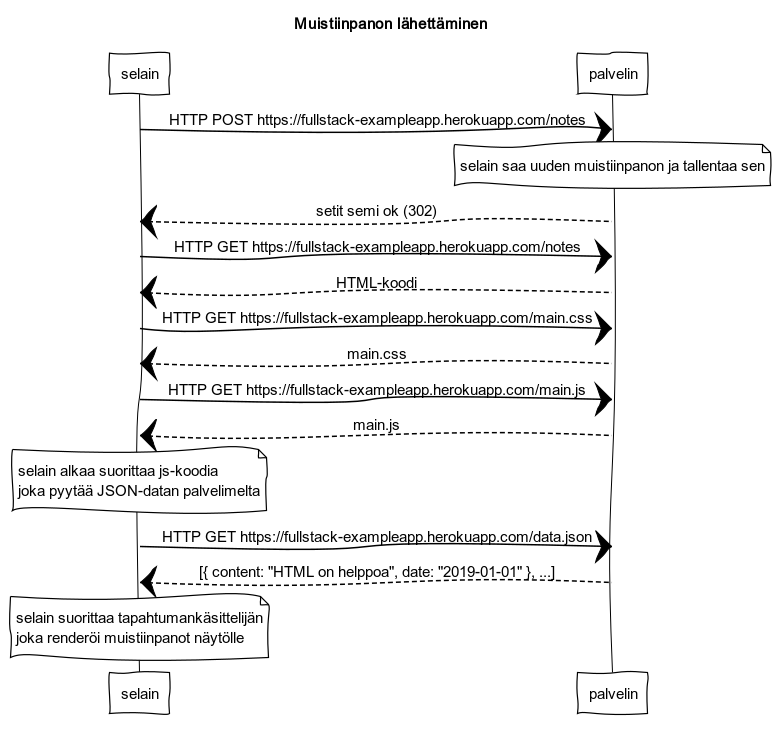 Muistiinpanon lähettäminen
selain
palvelin
HTTP POST https://fullstack-exampleapp.herokuapp.com/notes
selain saa uuden muistiinpanon ja tallentaa sen
setit semi ok (302)
HTTP GET https://fullstack-exampleapp.herokuapp.com/notes
HTML-koodi
HTTP GET https://fullstack-exampleapp.herokuapp.com/main.css
main.css
HTTP GET https://fullstack-exampleapp.herokuapp.com/main.js
main.js
selain alkaa suorittaa js-koodia
joka pyytää JSON-datan palvelimelta
HTTP GET https://fullstack-exampleapp.herokuapp.com/data.json
[{ content: "HTML on helppoa", date: "2019-01-01" }, ...]
selain suorittaa tapahtumankäsittelijän
joka renderöi muistiinpanot näytölle
selain
palvelin